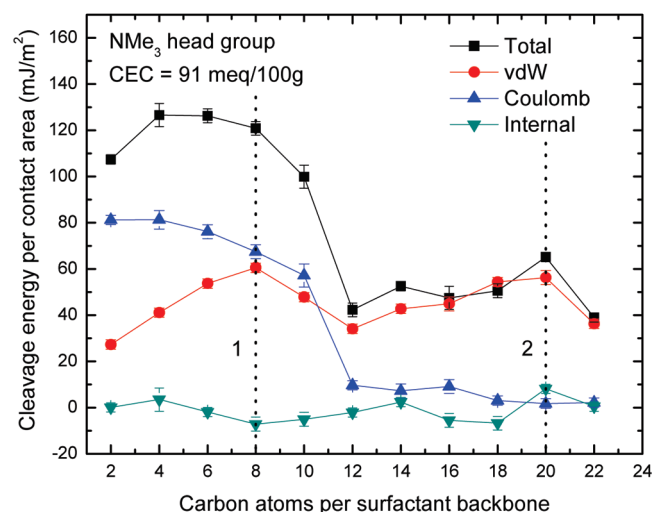 160
140
120
100
80
60
40
20
0
-20
Cleavage energy per contact area (mJ/m²)
NMe₃ head group
CEC = 91 meq/100g
Total
vdW
Coulomb
Internal
1
2
2 4 6 8 10 12 14 16 18 20 22 24
Carbon atoms per surfactant backbone